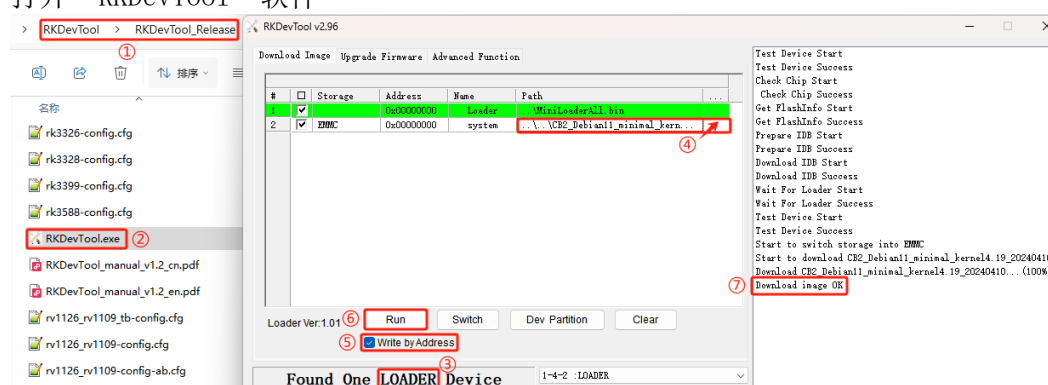 打开 "RKDevTool" 软件
> RKDevTool > RKDevTool_Release
①
排序
名称
rk3326-config.cfg
rk3328-config.cfg
rk3399-config.cfg
rk3588-config.cfg
RKDevTool.exe ②
RKDevTool_manual_v1.2_cn.pdf
RKDevTool_manual_v1.2_en.pdf
rv1126_rv1109_tb-config.cfg
rv1126_rv1109-config.cfg
rv1126_rv1109-config-ab.cfg
RKDevTool v2.96
Download Image Upgrade Firmware Advanced Function
# Storage Address Name Path ...
1 0x00000000 Loader ..\MiniLoaderAll.bin
2 EMMC 0x00000000 system ..\..\CB2_Debian11_minimal_kern...
④
Loader Ver:1.01 ⑥ Run Switch Dev Partition Clear
⑤ Write by Address
③
Found One LOADER Device 1-4-2 :LOADER
Test Device Start
Test Device Success
Check Chip Start
Check Chip Success
Get FlashInfo Start
Get FlashInfo Success
Prepare IDB Start
Prepare IDB Success
Download IDB Start
Download IDB Success
Wait For Loader Start
Wait For Loader Success
Test Device Start
Test Device Success
Start to switch storage into EMMC
Start to download CB2_Debian11_minimal_kernel4.19_20240410
Download CB2_Debian11_minimal_kernel4.19_20240410...(100%
⑦ Download image OK